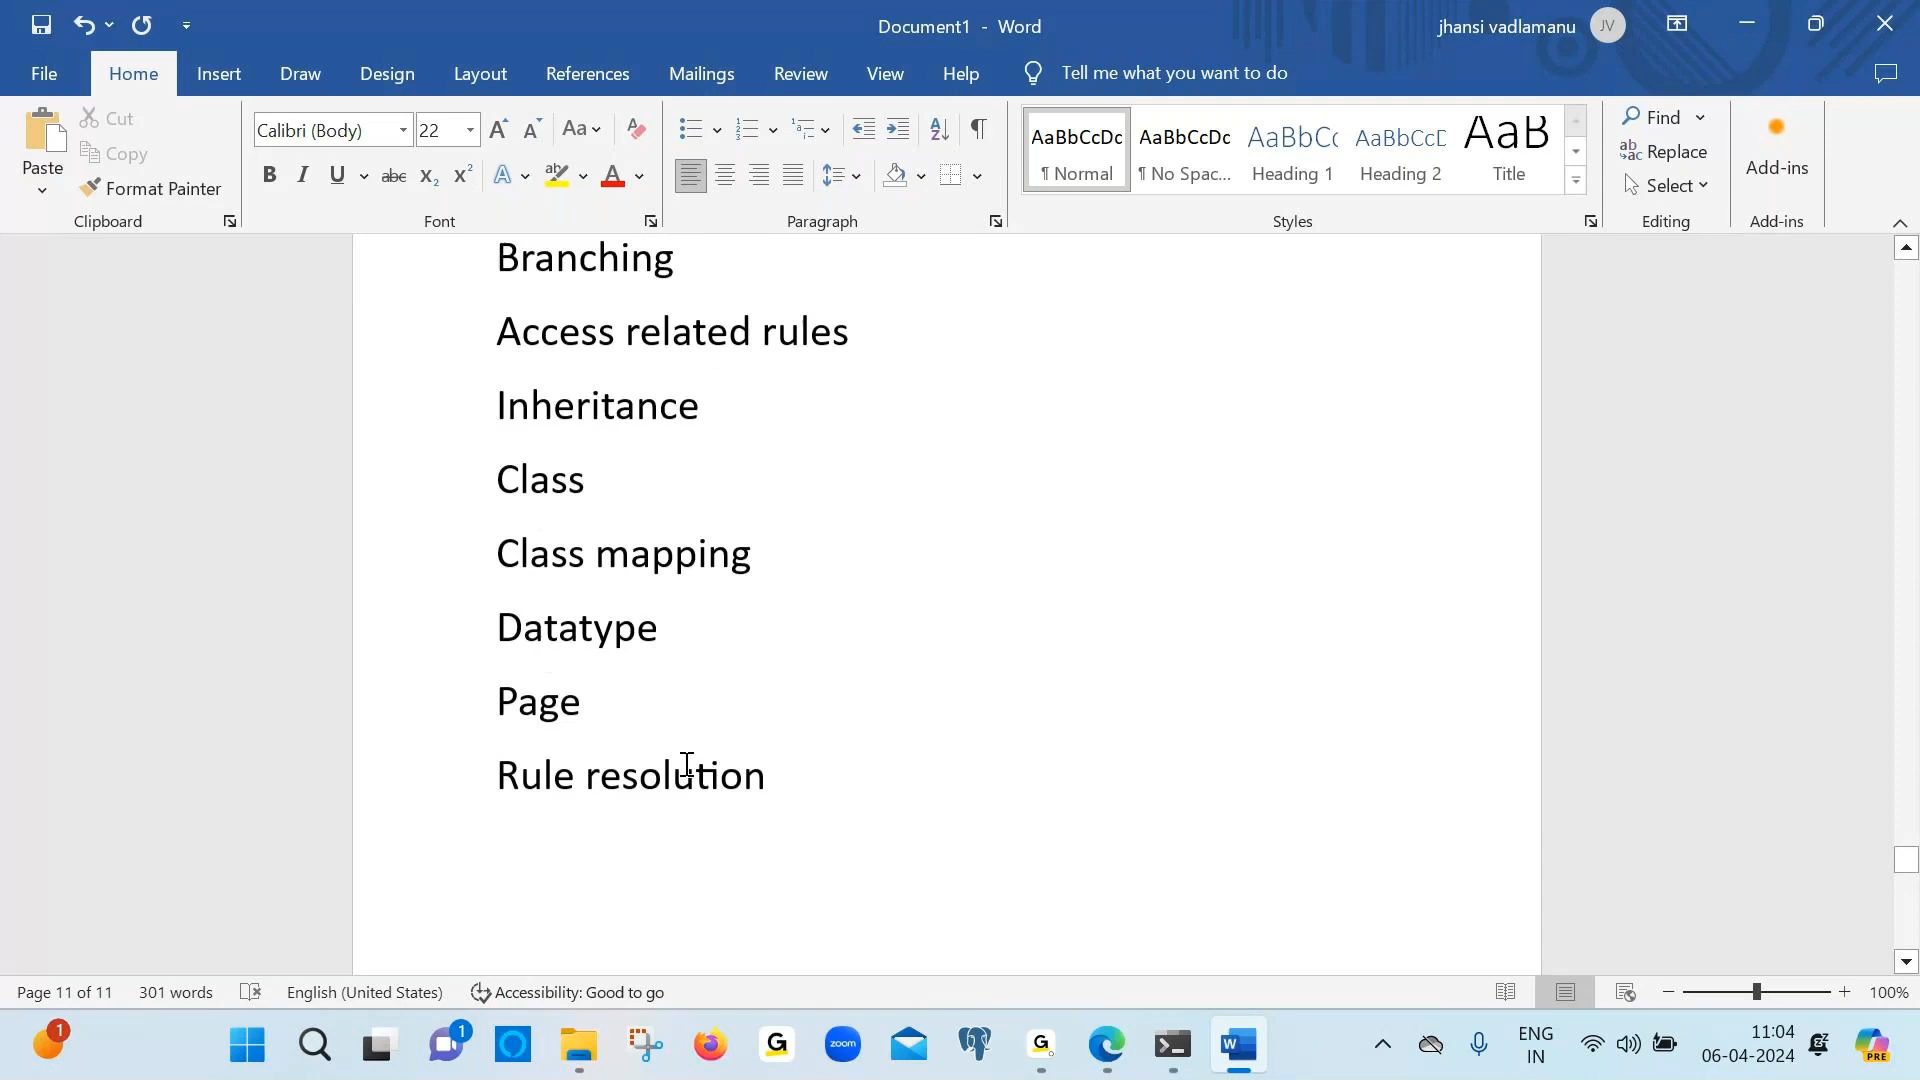 Document1 - Word
jhansi vadlamanu
JV
File Home Insert Draw Design Layout References Mailings Review View Help Tell me what you want to do
Paste
Cut
Copy
Format Painter
Clipboard
Calibri (Body) 22
Font
Paragraph
AaBbCcDc
¶ Normal
AaBbCcDc
¶ No Spac...
AaBbCc
Heading 1
AaBbCcD
Heading 2
AaB
Title
Styles
Find
Replace
Select
Editing
Add-ins
Add-ins
Branching
Access related rules
Inheritance
Class
Class mapping
Datatype
Page
Rule resolution
Page 11 of 11 301 words English (United States) Accessibility: Good to go 100%
1
1
zoom
ENG
IN
11:04
06-04-2024
PRE